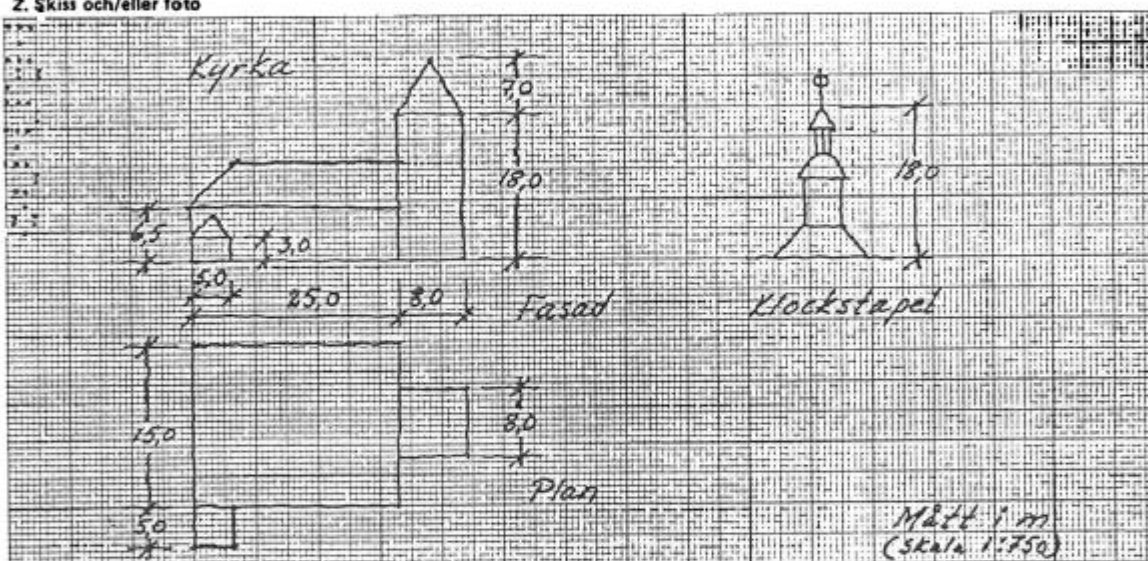 2. Skiss och/eller foto
Kyrka
7,0
18,0
18,0
6,5
3,0
5,0
25,0
8,0
Fasad
Klockstapel
15,0
8,0
Plan
5,0
Mått i m
(skala 1:750)